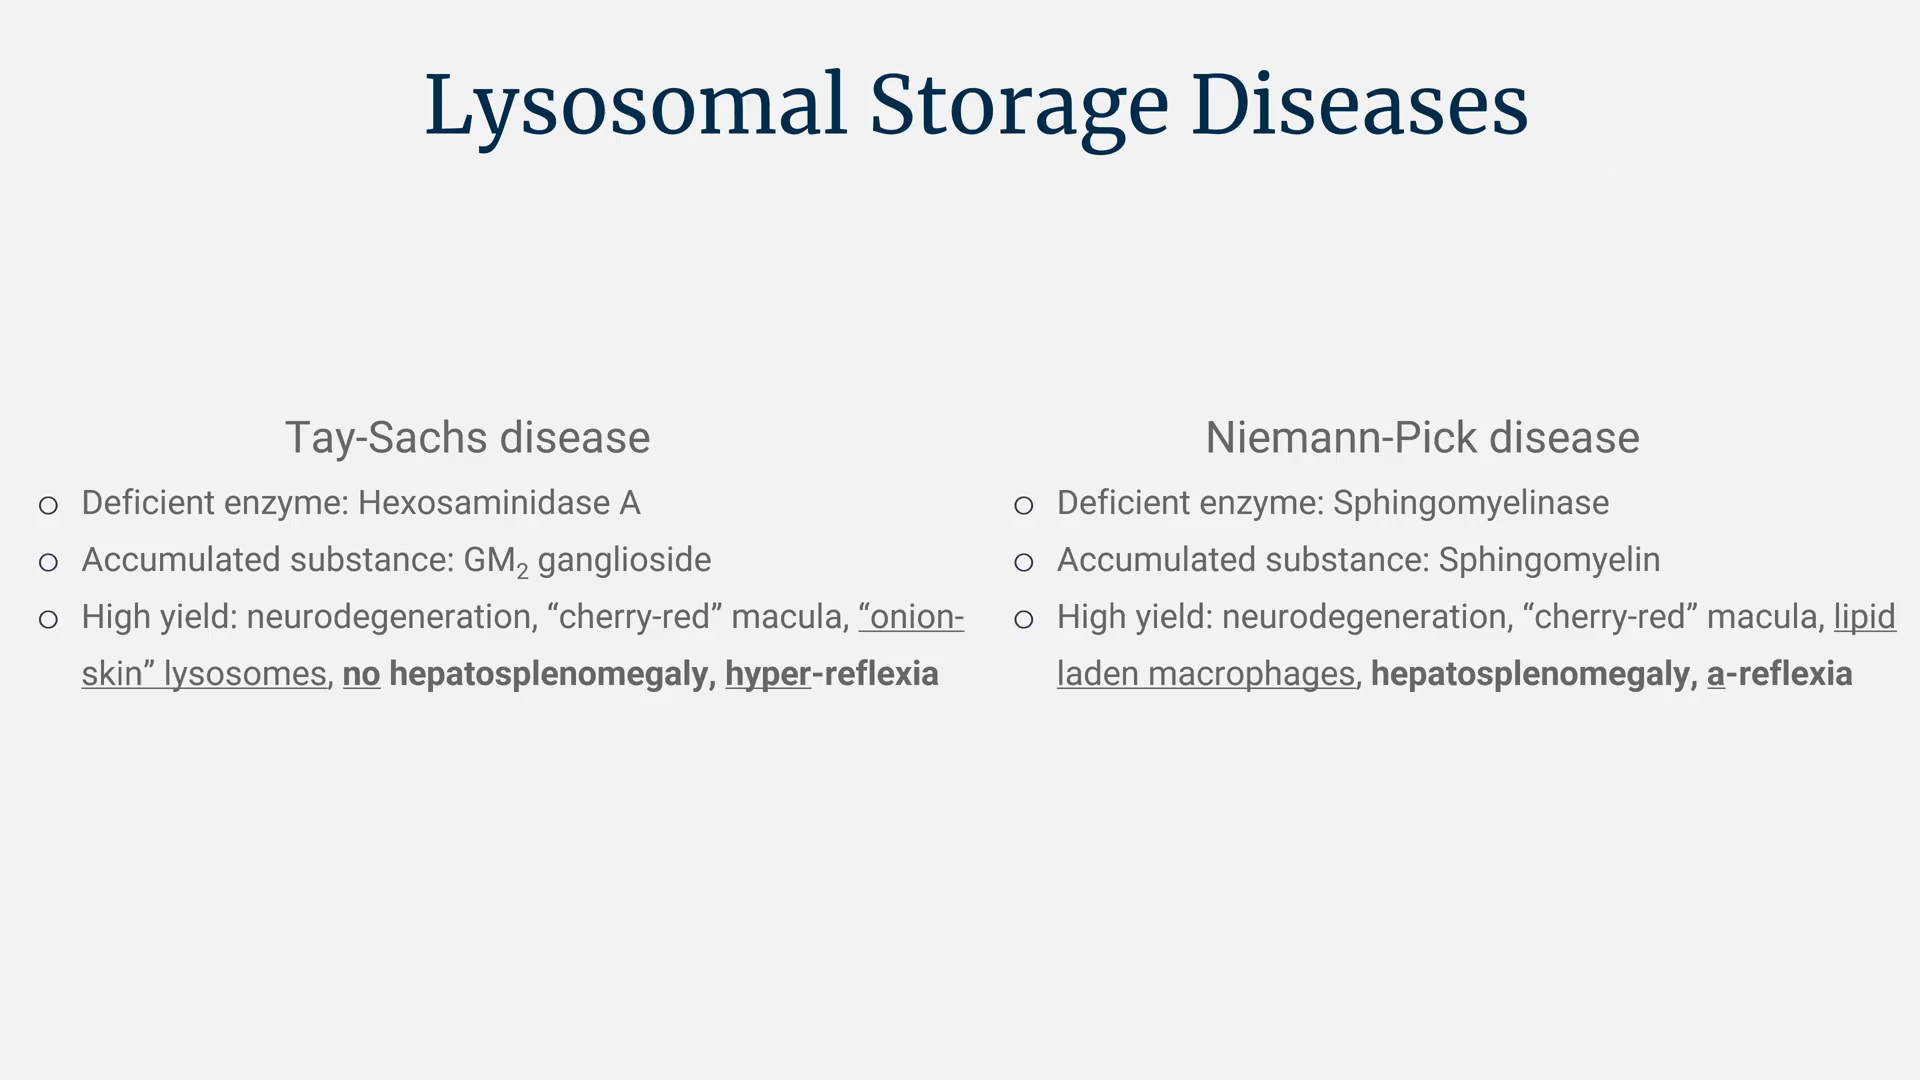 Lysosomal Storage Diseases
Tay-Sachs disease
○ Deficient enzyme: Hexosaminidase A
○ Accumulated substance: GM₂ ganglioside
○ High yield: neurodegeneration, “cherry-red” macula, “onion-
skin” lysosomes, no hepatosplenomegaly, hyper-reflexia
Niemann-Pick disease
○ Deficient enzyme: Sphingomyelinase
○ Accumulated substance: Sphingomyelin
○ High yield: neurodegeneration, “cherry-red” macula, lipid
laden macrophages, hepatosplenomegaly, a-reflexia